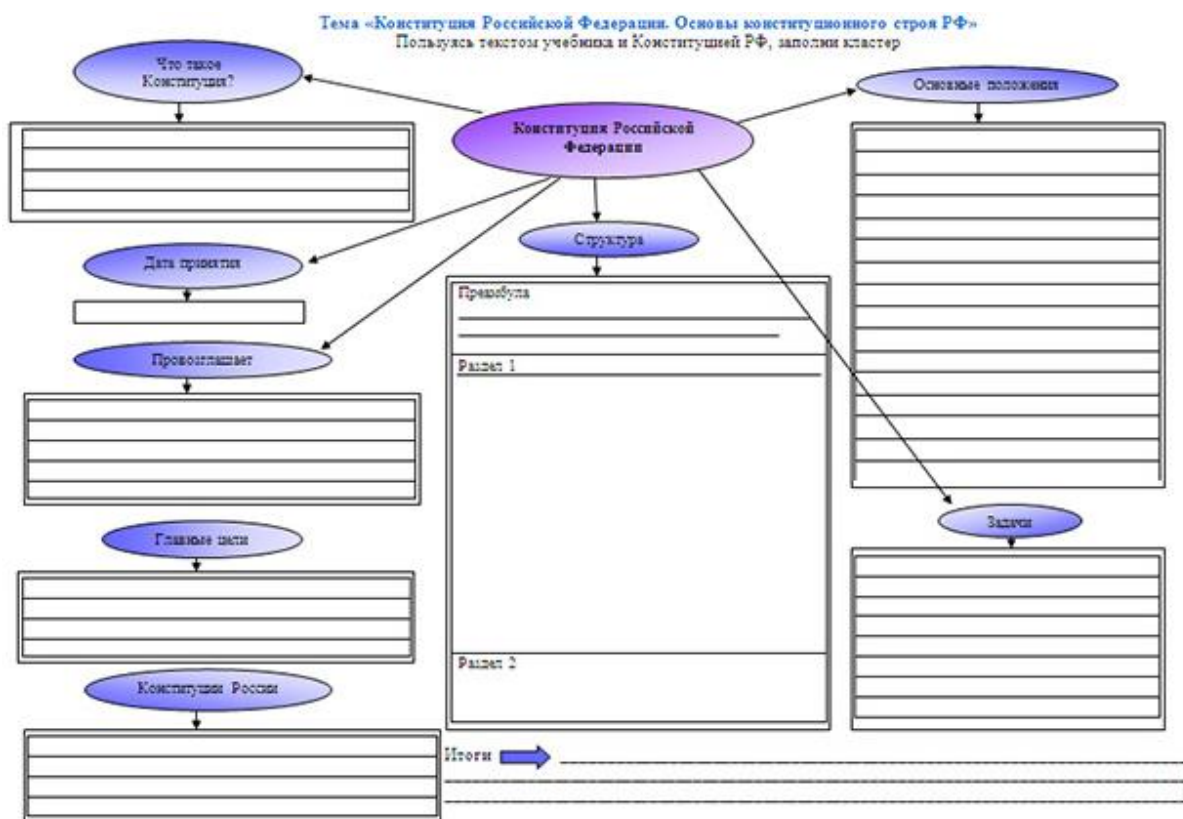 Тема «Конституция Российской Федерации. Основы конституционного строя РФ»
Пользуясь текстом учебника и Конституцией РФ, заполни кластер
Что такое
Конституция?
Основные положения
Конституция Российской
Федерации
Дата принятия
Структура
Преамбула
Провозглашает
Раздел 1
Главные цели
Задачи
Раздел 2
Конституции России
Итоги